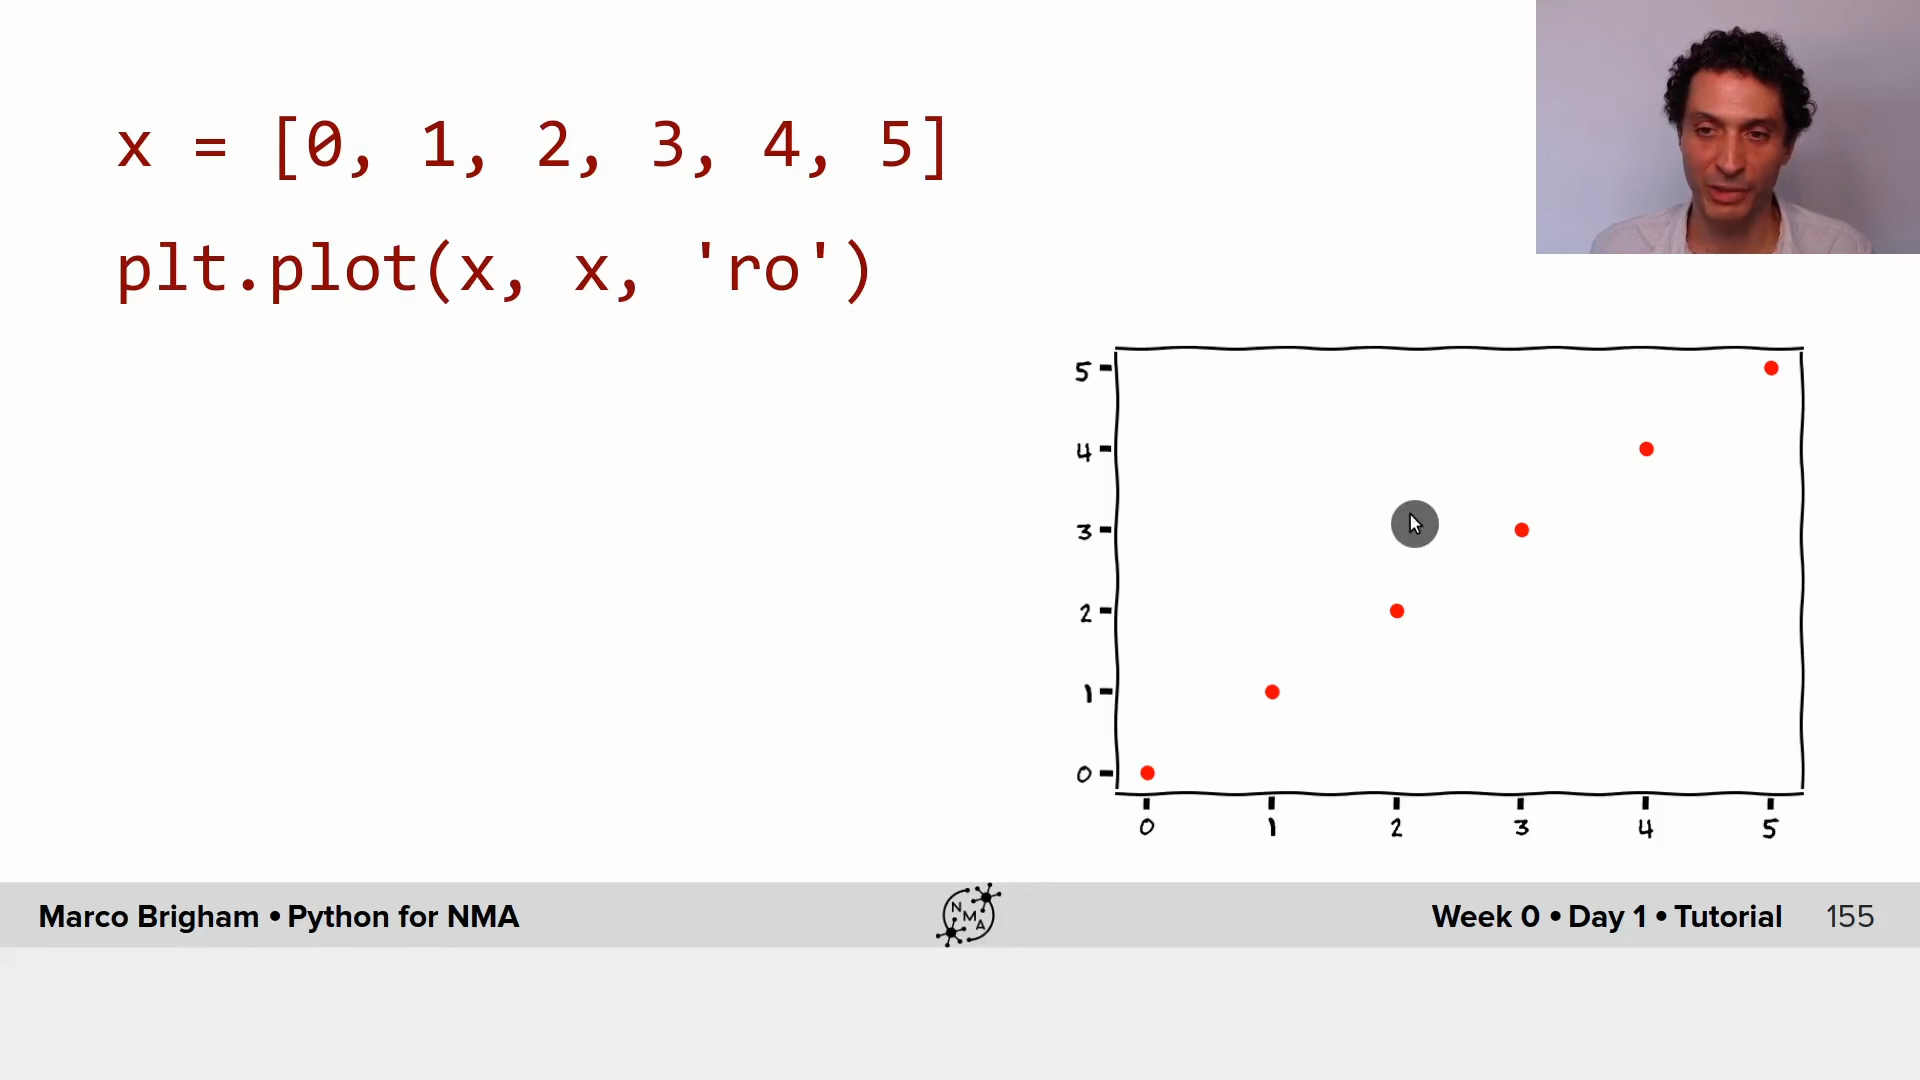 x = [0, 1, 2, 3, 4, 5]
plt.plot(x, x, 'ro')
5
4
3
2
1
0
0 1 2 3 4 5
Marco Brigham • Python for NMA
NMA
Week 0 • Day 1 • Tutorial 155